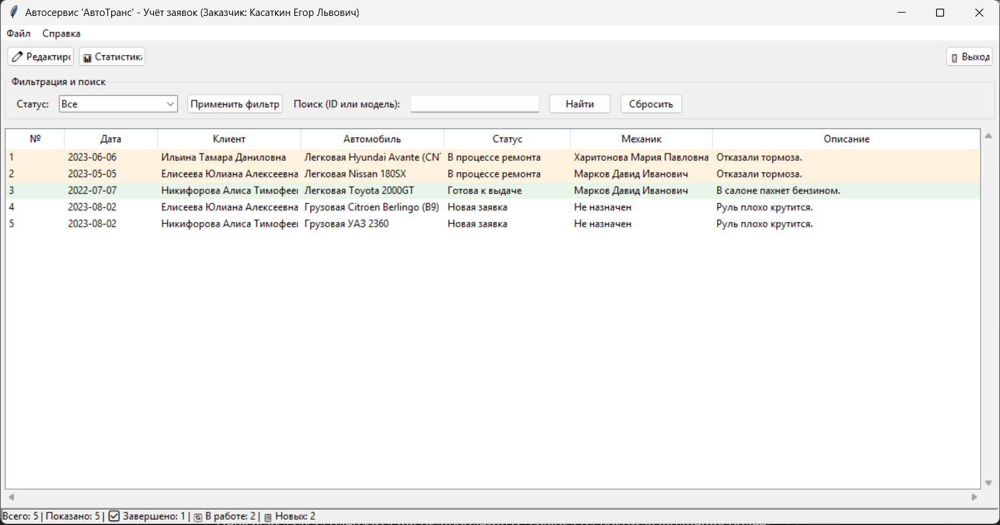 Автосервис 'АвтоТранс' - Учёт заявок (Заказчик: Касаткин Егор Львович)
Файл Справка
Редактирс Статистика Выход
Фильтрация и поиск
Статус: Все Применить фильтр Поиск (ID или модель): Найти Сбросить
№ Дата Клиент Автомобиль Статус Механик Описание
1 2023-06-06 Ильина Тамара Даниловна Легковая Hyundai Avante (CN В процессе ремонта Харитонова Мария Павловна Отказали тормоза.
2 2023-05-05 Елисеева Юлиана Алексеевна Легковая Nissan 180SX В процессе ремонта Марков Давид Иванович Отказали тормоза.
3 2022-07-07 Никифорова Алиса Тимофее Легковая Toyota 2000GT Готова к выдаче Марков Давид Иванович В салоне пахнет бензином.
4 2023-08-02 Елисеева Юлиана Алексеевна Грузовая Citroen Berlingo (B9) Новая заявка Не назначен Руль плохо крутится.
5 2023-08-02 Никифорова Алиса Тимофее Грузовая УАЗ 2360 Новая заявка Не назначен Руль плохо крутится.
Всего: 5 | Показано: 5 | Завершено: 1 | В работе: 2 | Новых: 2